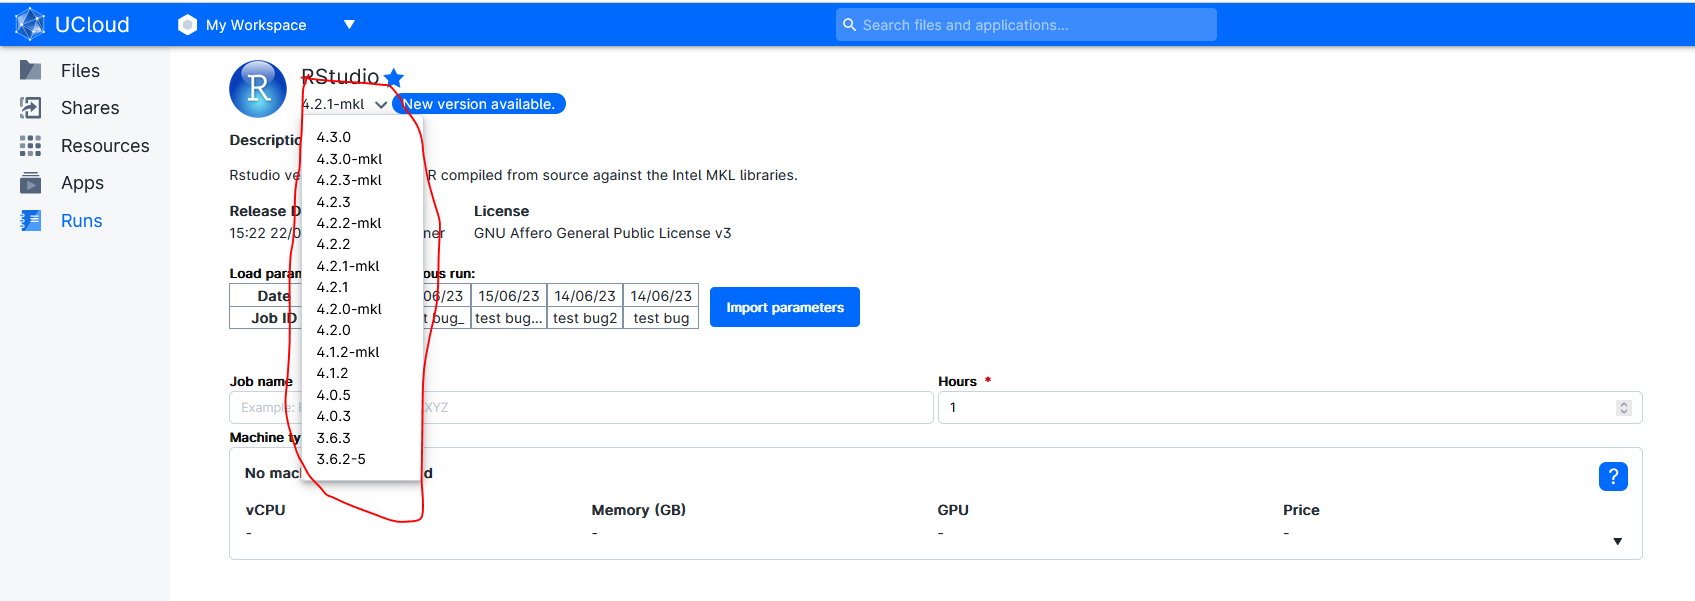 UCloud My Workspace Search files and applications...
Files
Shares
Resources
Apps
Runs
R
RStudio
4.2.1-mkl New version available.
4.3.0
4.3.0-mkl
4.2.3-mkl
4.2.3
4.2.2-mkl
4.2.2
4.2.1-mkl
4.2.1
4.2.0-mkl
4.2.0
4.1.2-mkl
4.1.2
4.0.5
4.0.3
3.6.3
3.6.2-5
Descriptio
Rstudio ve R compiled from source against the Intel MKL libraries.
Release D License
15:22 22/0 ner GNU Affero General Public License v3
Load param ous run:
Date 06/23 15/06/23 14/06/23 14/06/23
Job ID t bug_ test bug... test bug2 test bug
Import parameters
Job name Hours *
Example: XYZ 1
Machine ty
No mac d ?
vCPU Memory (GB) GPU Price
- - - -